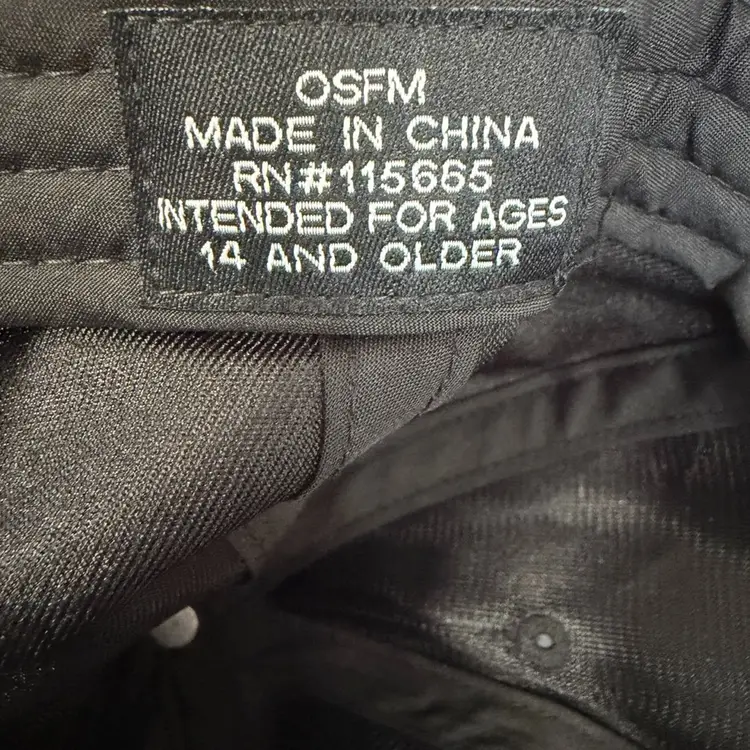 OSFM
MADE IN CHINA
RN#115665
INTENDED FOR AGES
14 AND OLDER